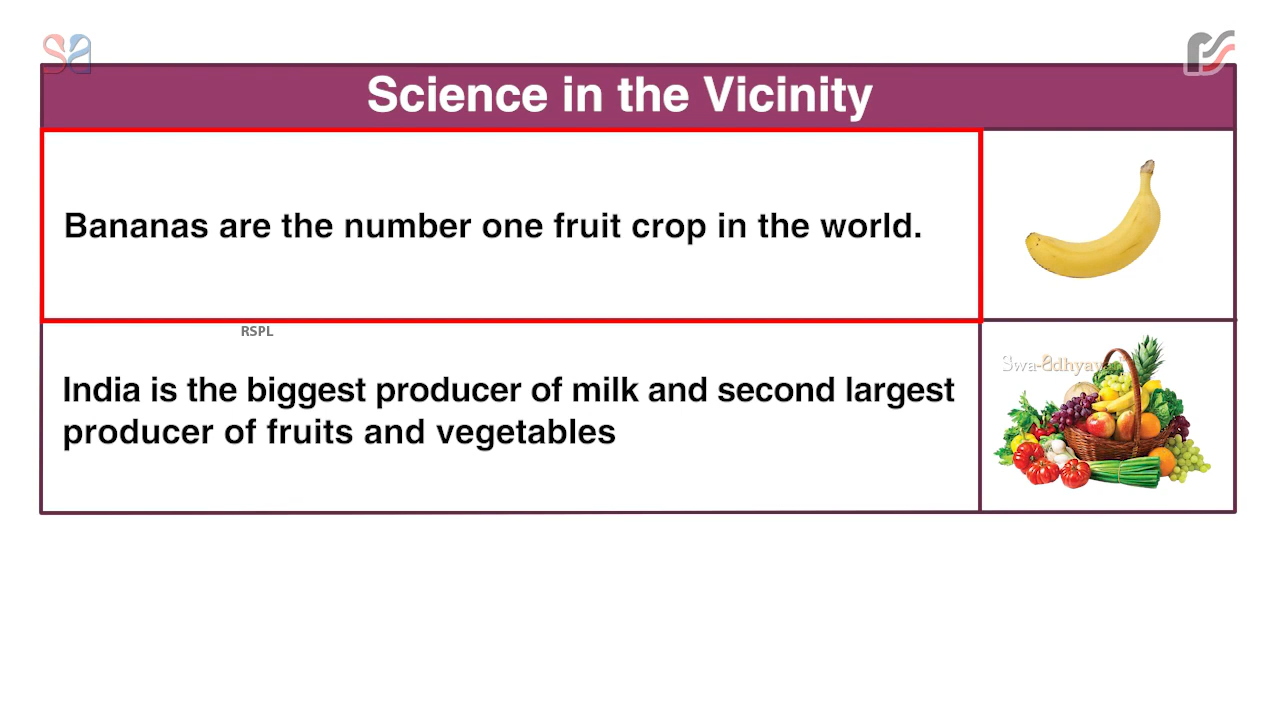 Science in the Vicinity
Bananas are the number one fruit crop in the world.
RSPL
India is the biggest producer of milk and second largest
producer of fruits and vegetables